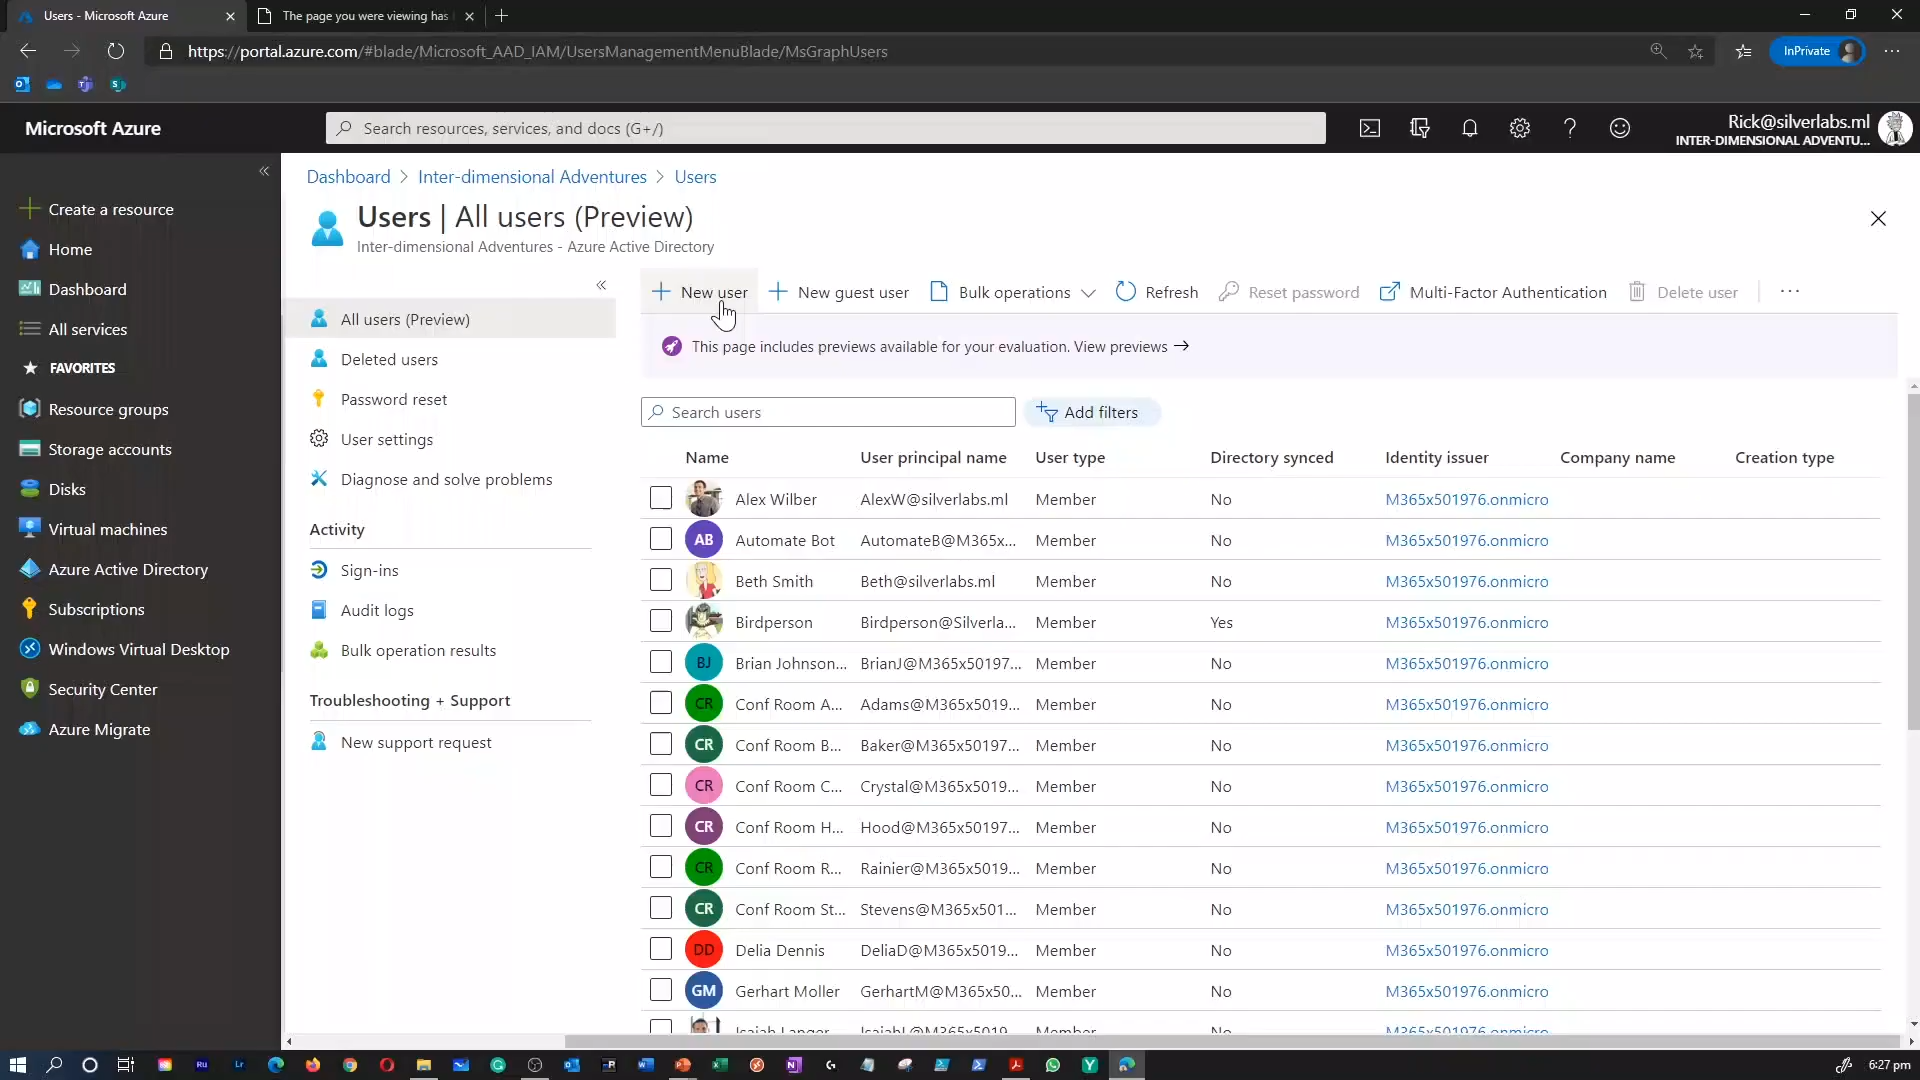 Users - Microsoft Azure
The page you were viewing has
https://portal.azure.com/#blade/Microsoft_AAD_IAM/UsersManagementMenuBlade/MsGraphUsers
InPrivate
Microsoft Azure
Search resources, services, and docs (G+/)
Rick@silverlabs.ml
INTER-DIMENSIONAL ADVENTU...
Create a resource
Home
Dashboard
All services
FAVORITES
Resource groups
Storage accounts
Disks
Virtual machines
Azure Active Directory
Subscriptions
Windows Virtual Desktop
Security Center
Azure Migrate
Dashboard > Inter-dimensional Adventures > Users
Users | All users (Preview)
Inter-dimensional Adventures - Azure Active Directory
All users (Preview)
Deleted users
Password reset
User settings
Diagnose and solve problems
Activity
Sign-ins
Audit logs
Bulk operation results
Troubleshooting + Support
New support request
New user New guest user Bulk operations Refresh Reset password Multi-Factor Authentication Delete user ...
This page includes previews available for your evaluation. View previews →
Search users
Add filters
Name User principal name User type Directory synced Identity issuer Company name Creation type
Alex Wilber AlexW@silverlabs.ml Member No M365x501976.onmicro
AB Automate Bot AutomateB@M365x... Member No M365x501976.onmicro
Beth Smith Beth@silverlabs.ml Member No M365x501976.onmicro
Birdperson Birdperson@Silverla... Member Yes M365x501976.onmicro
BJ Brian Johnson... BrianJ@M365x50197... Member No M365x501976.onmicro
CR Conf Room A... Adams@M365x5019... Member No M365x501976.onmicro
CR Conf Room B... Baker@M365x50197... Member No M365x501976.onmicro
CR Conf Room C... Crystal@M365x5019... Member No M365x501976.onmicro
CR Conf Room H... Hood@M365x50197... Member No M365x501976.onmicro
CR Conf Room R... Rainier@M365x5019... Member No M365x501976.onmicro
CR Conf Room St... Stevens@M365x501... Member No M365x501976.onmicro
DD Delia Dennis DeliaD@M365x5019... Member No M365x501976.onmicro
GM Gerhart Moller GerhartM@M365x50... Member No M365x501976.onmicro
Isaiah Langer IsaiahL@M365x5019... Member No M365x501976.onmicro
6:27 pm